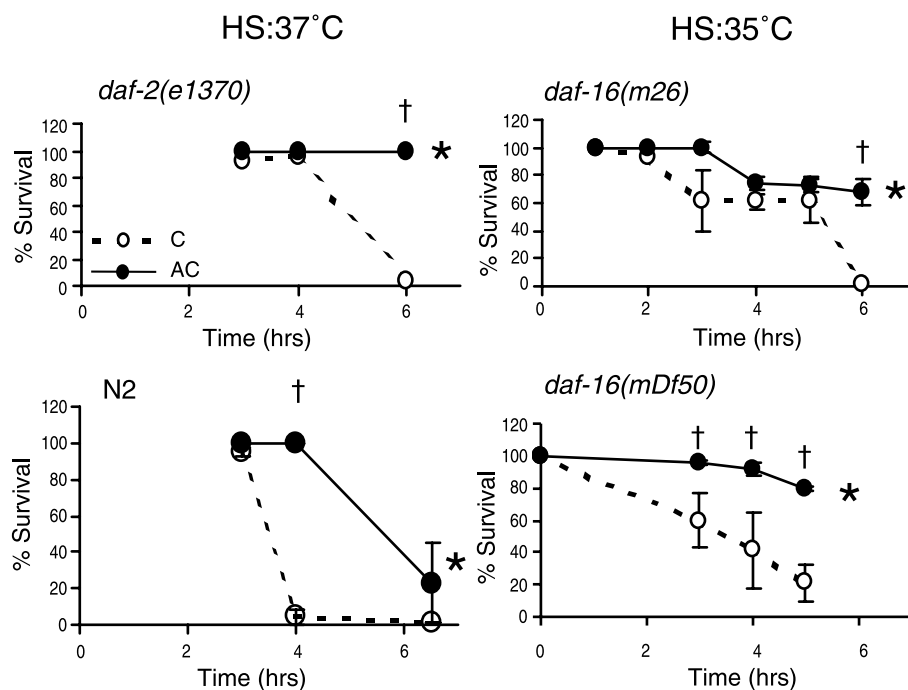 HS:37˚C
HS:35˚C
daf-2(e1370)
†
% Survival
120
100
80
60
40
20
0
C
AC
*
0 2 4 6
Time (hrs)
daf-16(m26)
†
% Survival
120
100
80
60
40
20
0
*
0 2 4 6
Time (hrs)
N2
†
% Survival
120
100
80
60
40
20
0
*
0 2 4 6
Time (hrs)
daf-16(mDf50)
† † †
% Survival
120
100
80
60
40
20
0
*
0 2 4 6
Time (hrs)